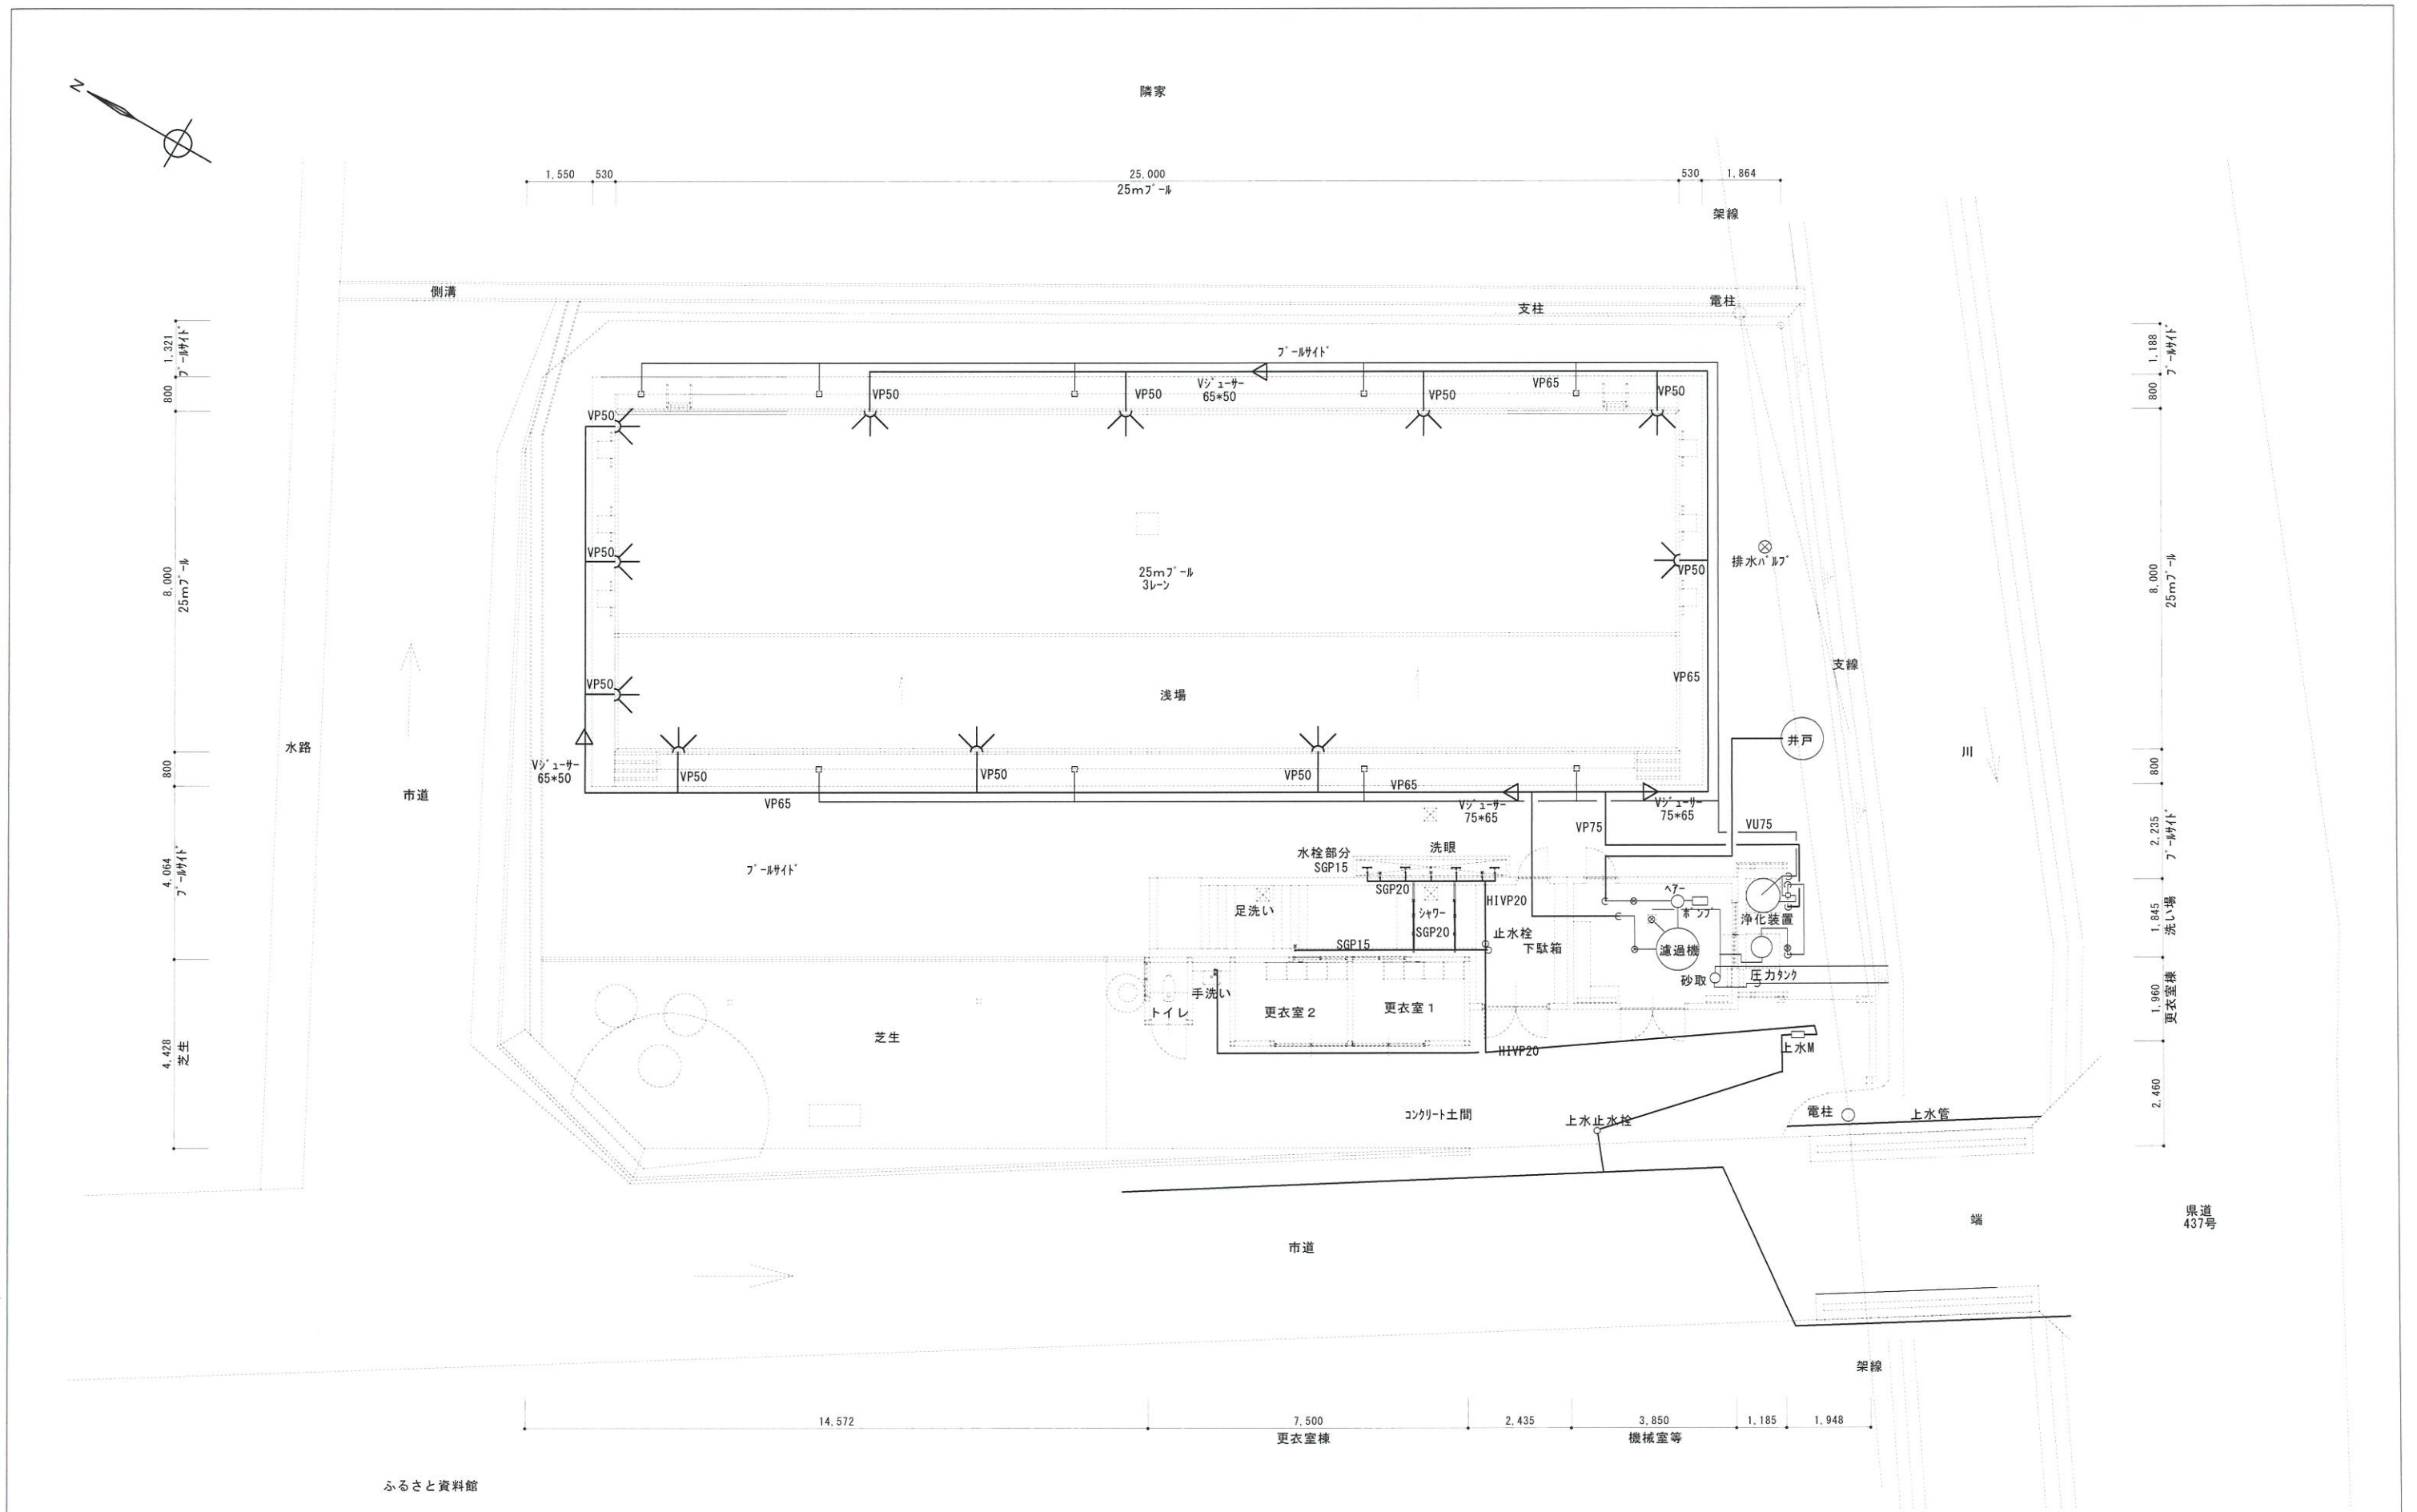 N
隣家
1,550
530
25,000
25mﾌﾟｰﾙ
530
1,864
架線
側溝
支柱
電柱
1,321
ﾌﾟｰﾙｻｲﾄﾞ
800
8,000
25mﾌﾟｰﾙ
800
4,064
ﾌﾟｰﾙｻｲﾄﾞ
4,428
芝生
1,188
ﾌﾟｰﾙｻｲﾄﾞ
800
8,000
25mﾌﾟｰﾙ
800
2,235
ﾌﾟｰﾙｻｲﾄﾞ
1,845
洗い場
1,960
更衣室棟
2,460
ﾌﾟｰﾙｻｲﾄﾞ
Vｼﾞｭｰｻｰ
65*50
VP65
VP50
VP50
VP50
VP50
VP50
VP50
VP50
VP50
25mﾌﾟｰﾙ
3ﾚｰﾝ
排水ﾊﾞﾙﾌﾞ
支線
VP65
浅場
水路
市道
川
井戸
Vｼﾞｭｰｻｰ
65*50
VP50
VP50
VP50
VP65
VP65
Vｼﾞｭｰｻｰ
75*65
Vｼﾞｭｰｻｰ
75*65
VP75
VU75
ﾌﾟｰﾙｻｲﾄﾞ
水栓部分
SGP15
洗眼
SGP20
HIVP20
足洗い
ｼｬﾜｰ
SGP20
SGP15
止水栓
下駄箱
ﾍｱｰ
ﾎﾟﾝﾌﾟ
浄化装置
濾過機
砂取
圧力ﾀﾝｸ
手洗い
トイレ
更衣室２
更衣室１
芝生
HIVP20
上水M
ｺﾝｸﾘｰﾄ土間
上水止水栓
電柱
上水管
市道
端
県道
437号
架線
14,572
7,500
更衣室棟
2,435
3,850
機械室等
1,185
1,948
ふるさと資料館